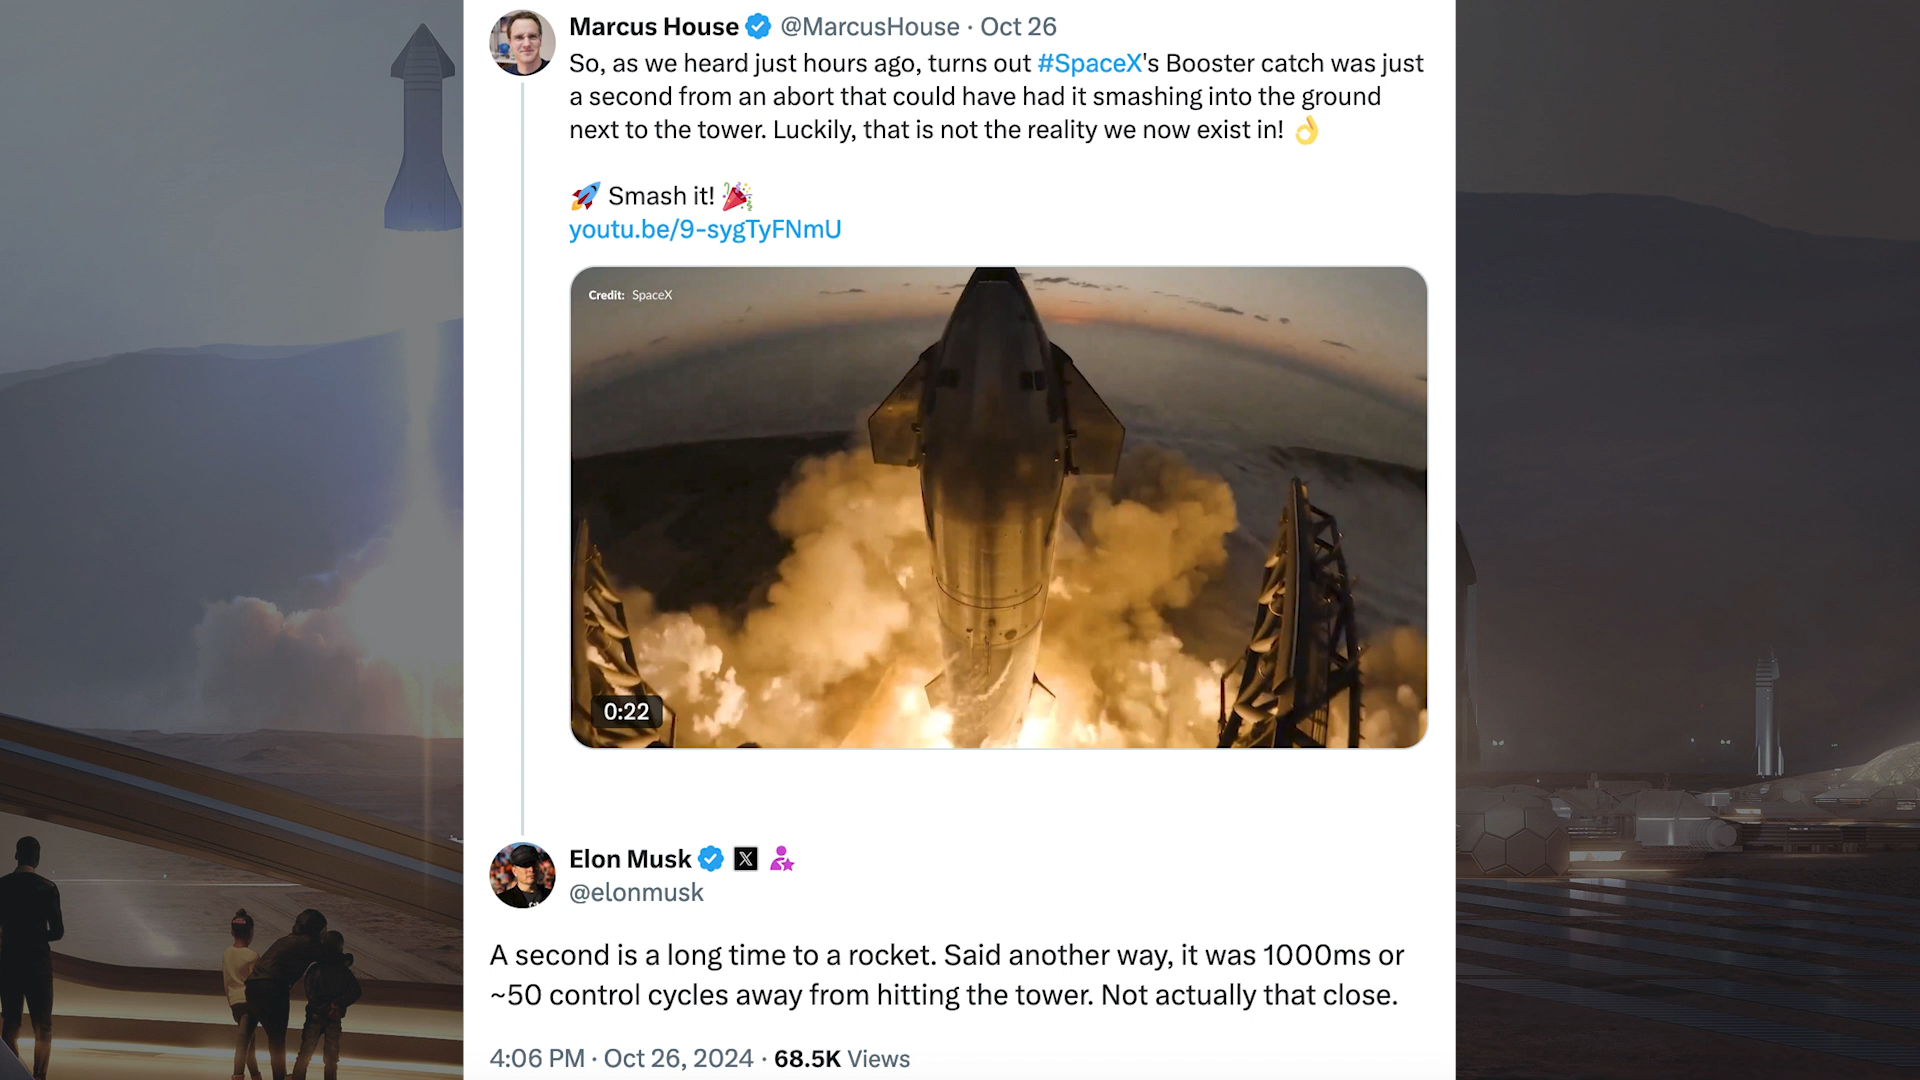 Marcus House @MarcusHouse · Oct 26
So, as we heard just hours ago, turns out #SpaceX's Booster catch was just
a second from an abort that could have had it smashing into the ground
next to the tower. Luckily, that is not the reality we now exist in! 👌
🚀 Smash it! 🎉
youtu.be/9-sygTyFNmU
Credit: SpaceX
0:22
Elon Musk
@elonmusk
A second is a long time to a rocket. Said another way, it was 1000ms or
~50 control cycles away from hitting the tower. Not actually that close.
4:06 PM · Oct 26, 2024 · 68.5K Views